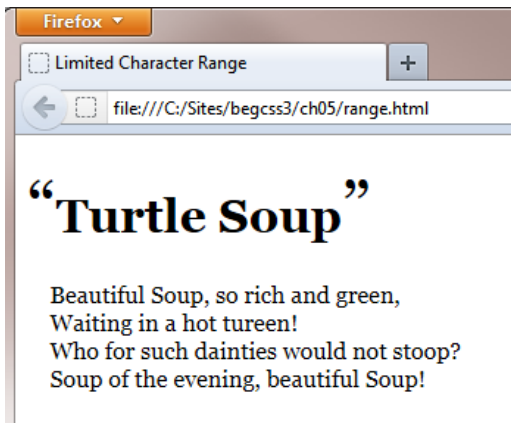 Firefox
Limited Character Range
file:///C:/Sites/begcss3/ch05/range.html
“Turtle Soup”
Beautiful Soup, so rich and green,
Waiting in a hot tureen!
Who for such dainties would not stoop?
Soup of the evening, beautiful Soup!